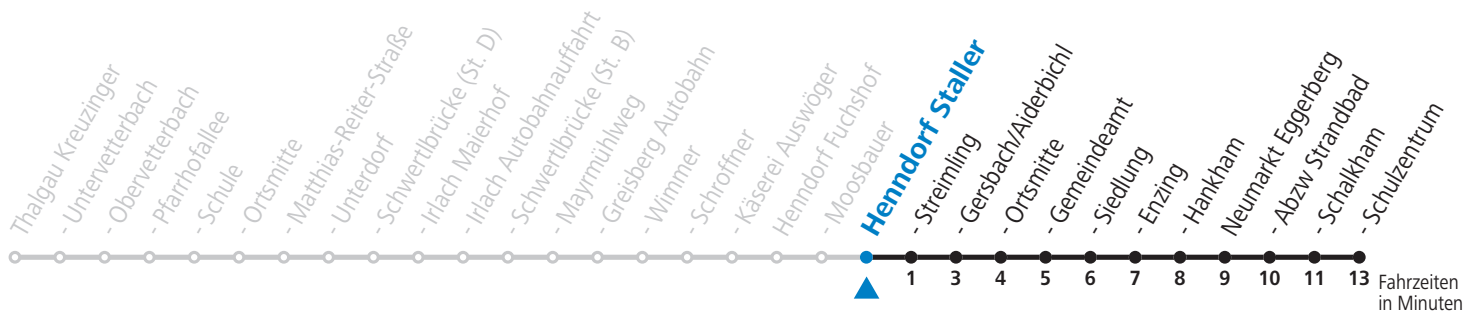 Thalgau Kreuzinger
- Untervetterbach
- Obervetterbach
- Pfarrhofallee
- Schule
- Ortsmitte
- Matthias-Reiter-Straße
- Unterdorf
- Schwertlbrücke (St. D)
- Irlach Maierhof
- Irlach Autobahnauffahrt
- Schwertlbrücke (St. B)
- Mayrmühlweg
- Greisberg Autobahn
- Wimmer
- Schroffner
- Käserei Auswöger
Henndorf Fuchshof
- Moosbauer
Henndorf Staller
- Streimling
- Gersbach/Aiderbichl
- Ortsmitte
- Gemeindeamt
- Siedlung
- Enzing
- Hankham
Neumarkt Eggerberg
- Abzw Strandbad
- Schalkham
- Schulzentrum
1 3 4 5 6 7 8 9 10 11 13
Fahrzeiten
in Minuten